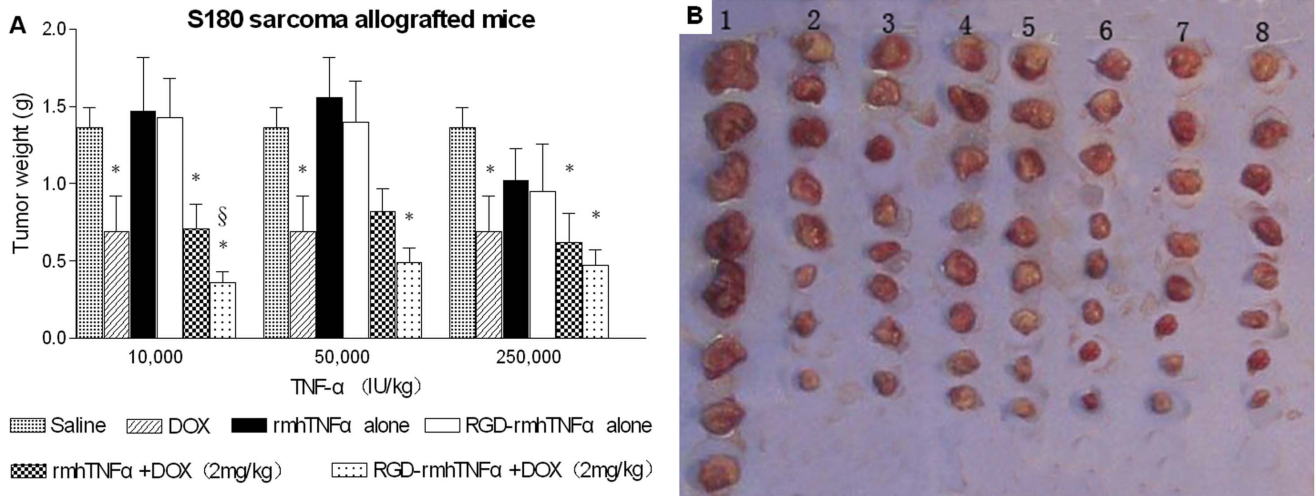 A
S180 sarcoma allografted mice
2.0
1.5
1.0
0.5
0.0
Tumor weight (g)
* * § *
* *
* * *
10,000 50,000 250,000
TNF-α （IU/kg）
Saline DOX rmhTNFα alone RGD-rmhTNFα alone
rmhTNFα +DOX （2mg/kg） RGD-rmhTNFα +DOX （2mg/kg）
B
1 2 3 4 5 6 7 8